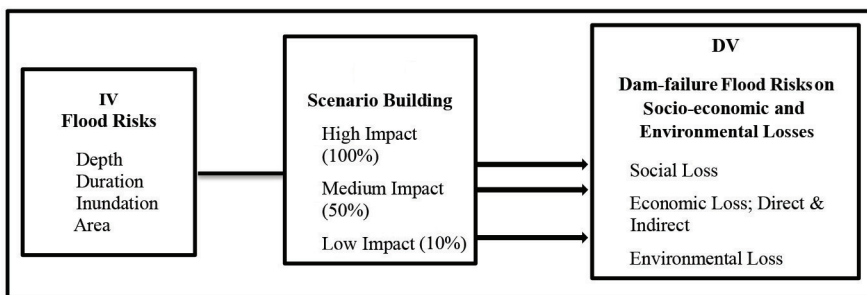 IV
Flood Risks
Depth
Duration
Inundation
Area
Scenario Building
High Impact
(100%)
Medium Impact
(50%)
Low Impact (10%)
DV
Dam-failure Flood Risks on
Socio-economic and
Environmental Losses
Social Loss
Economic Loss; Direct &
Indirect
Environmental Loss